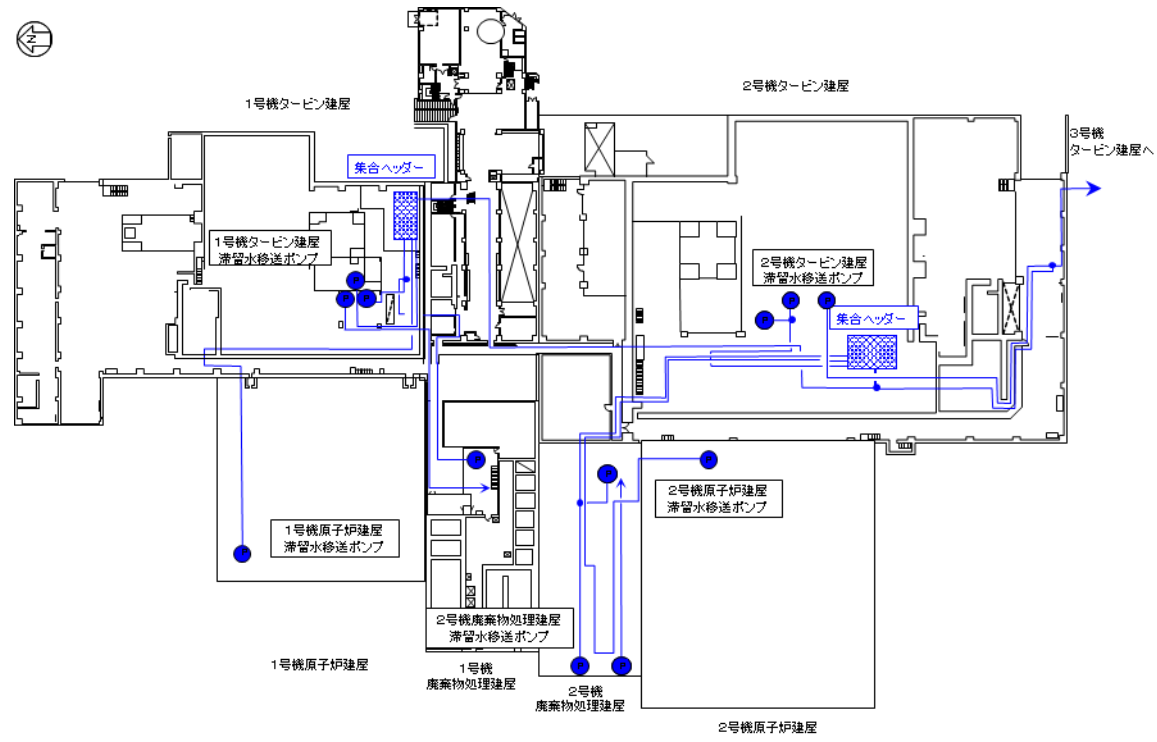 N
2号機タービン建屋
1号機タービン建屋
3号機
タービン建屋へ
集合ヘッダー
1号機タービン建屋
滞留水移送ポンプ
2号機タービン建屋
滞留水移送ポンプ
P
P
P
P
P
P
集合ヘッダー
P
P
P
2号機原子炉建屋
滞留水移送ポンプ
1号機原子炉建屋
滞留水移送ポンプ
P
2号機廃棄物処理建屋
滞留水移送ポンプ
P
P
1号機原子炉建屋
1号機
廃棄物処理建屋
2号機
廃棄物処理建屋
2号機原子炉建屋